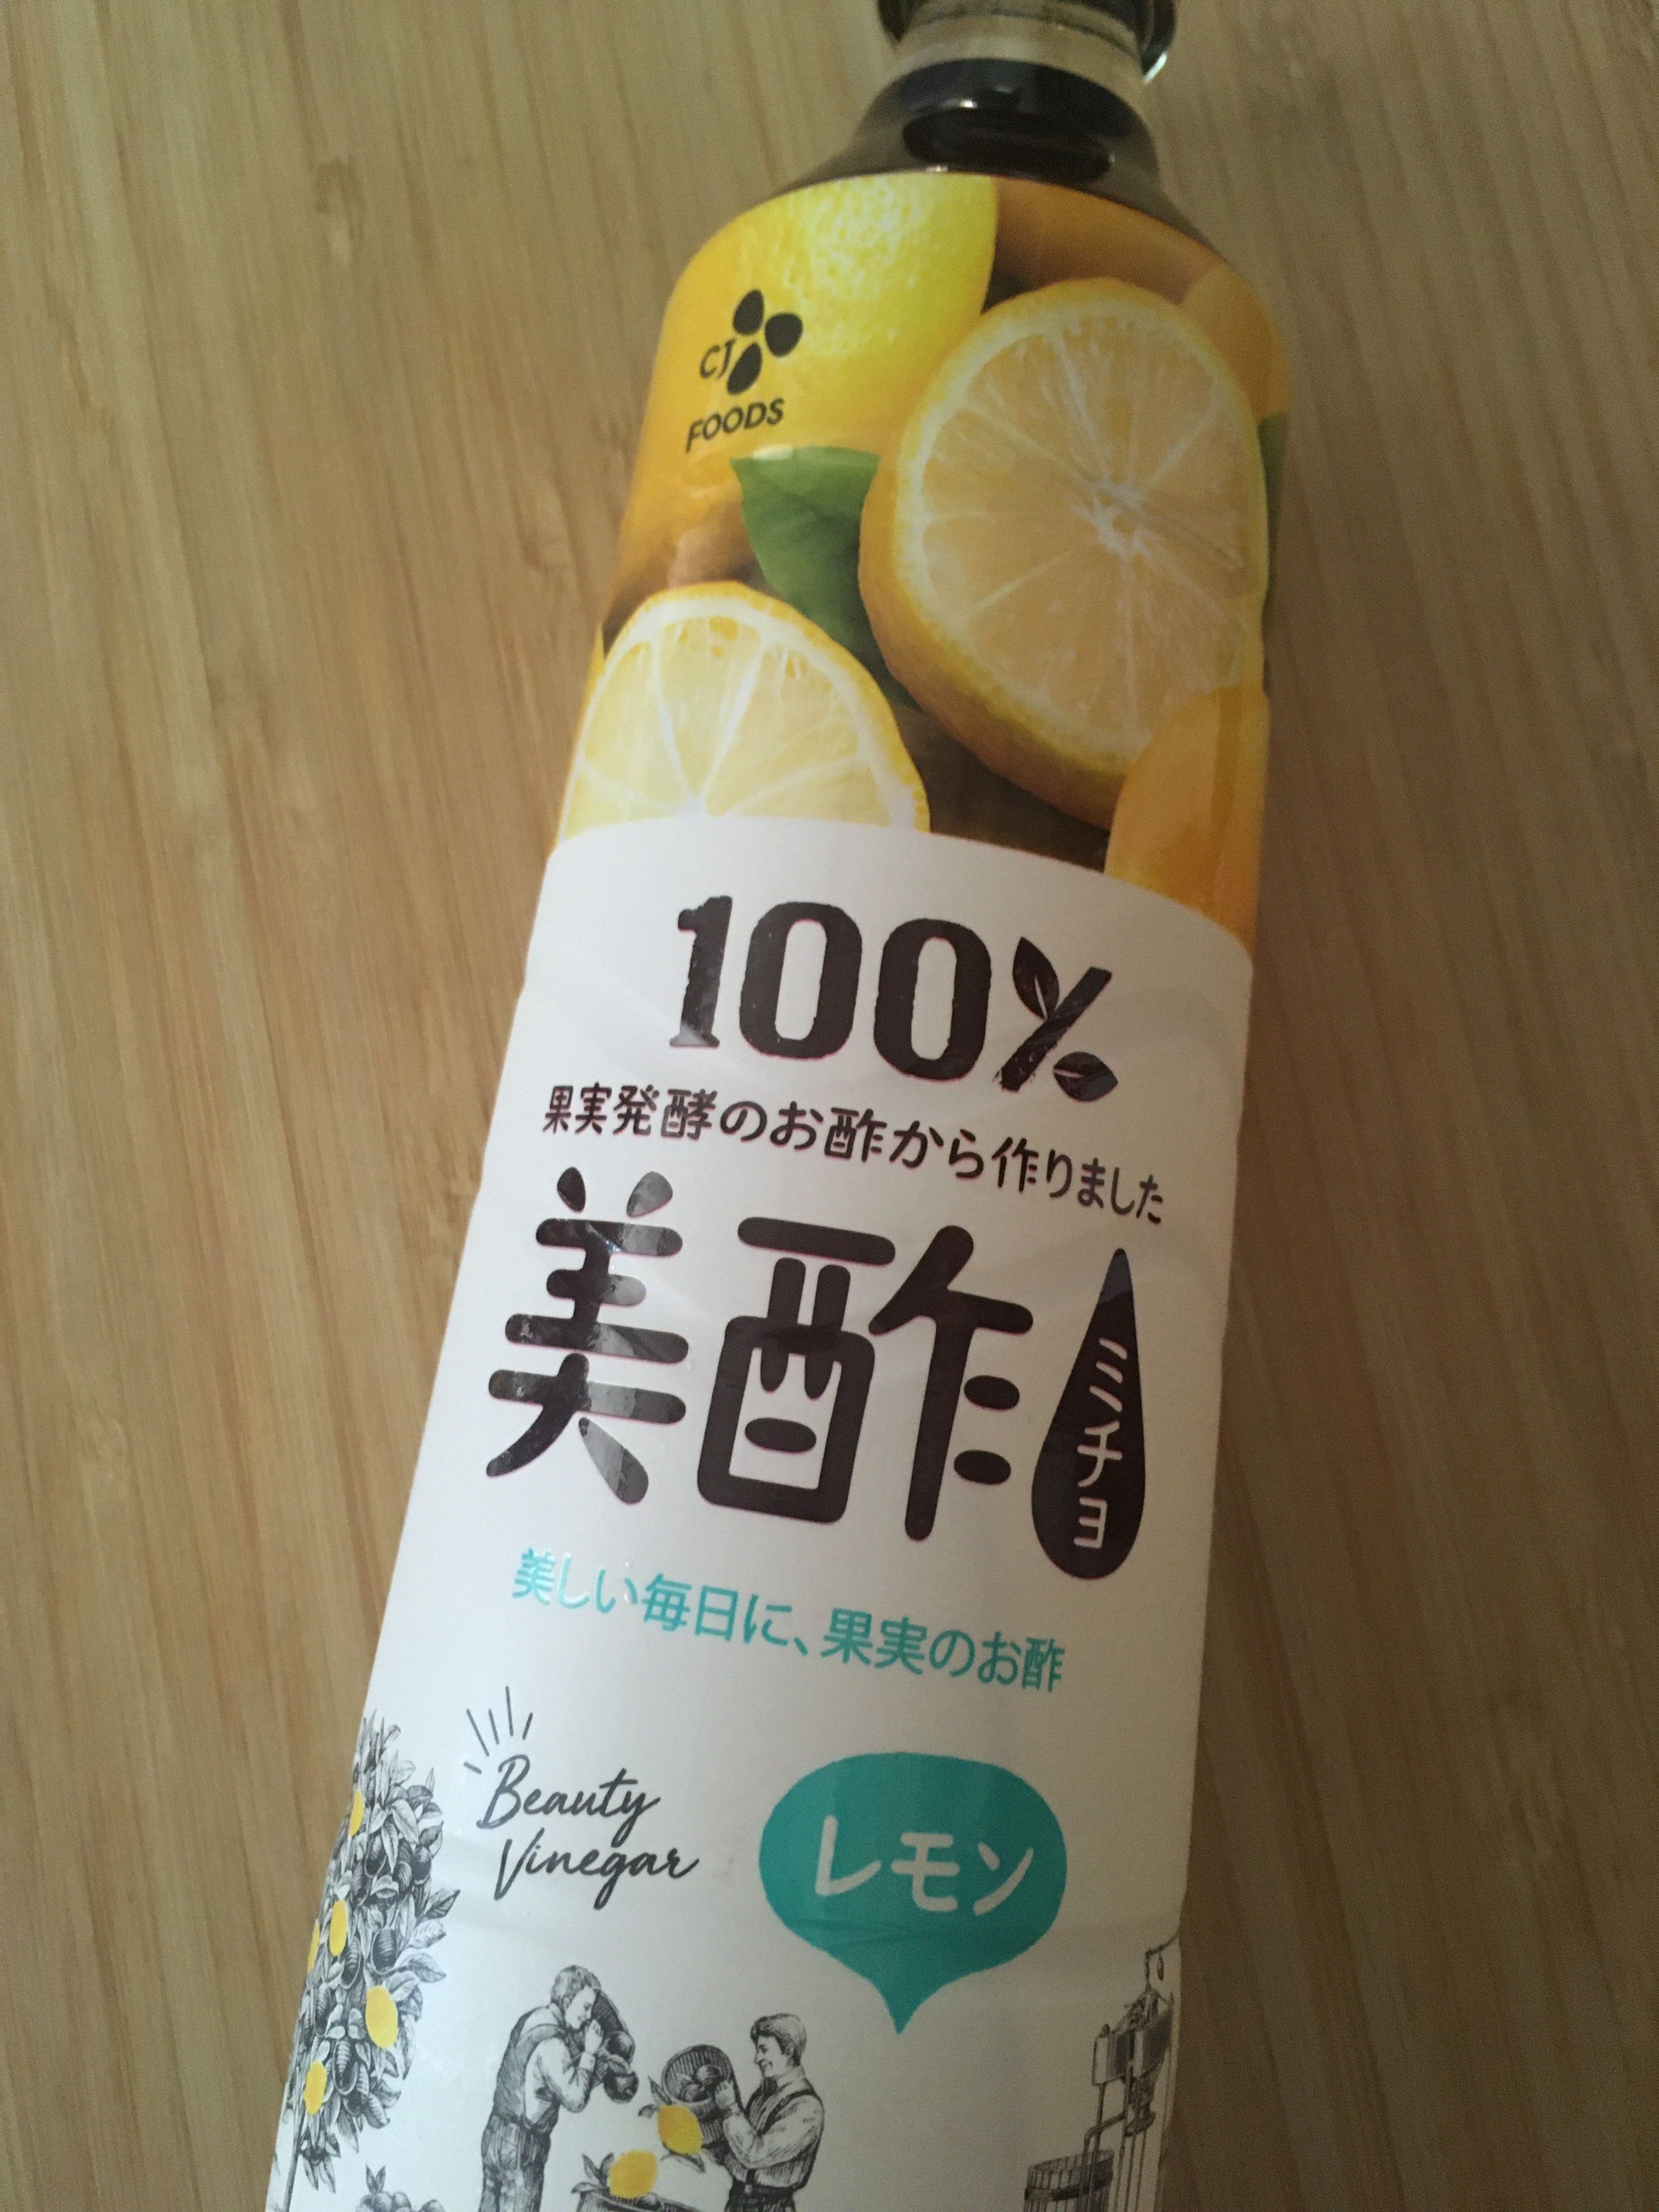 CJ
FOODS
100%
果実発酵のお酢から作りました
美酢
ミチョ
美しい毎日に、果実のお酢
Beauty
Vinegar
レモン